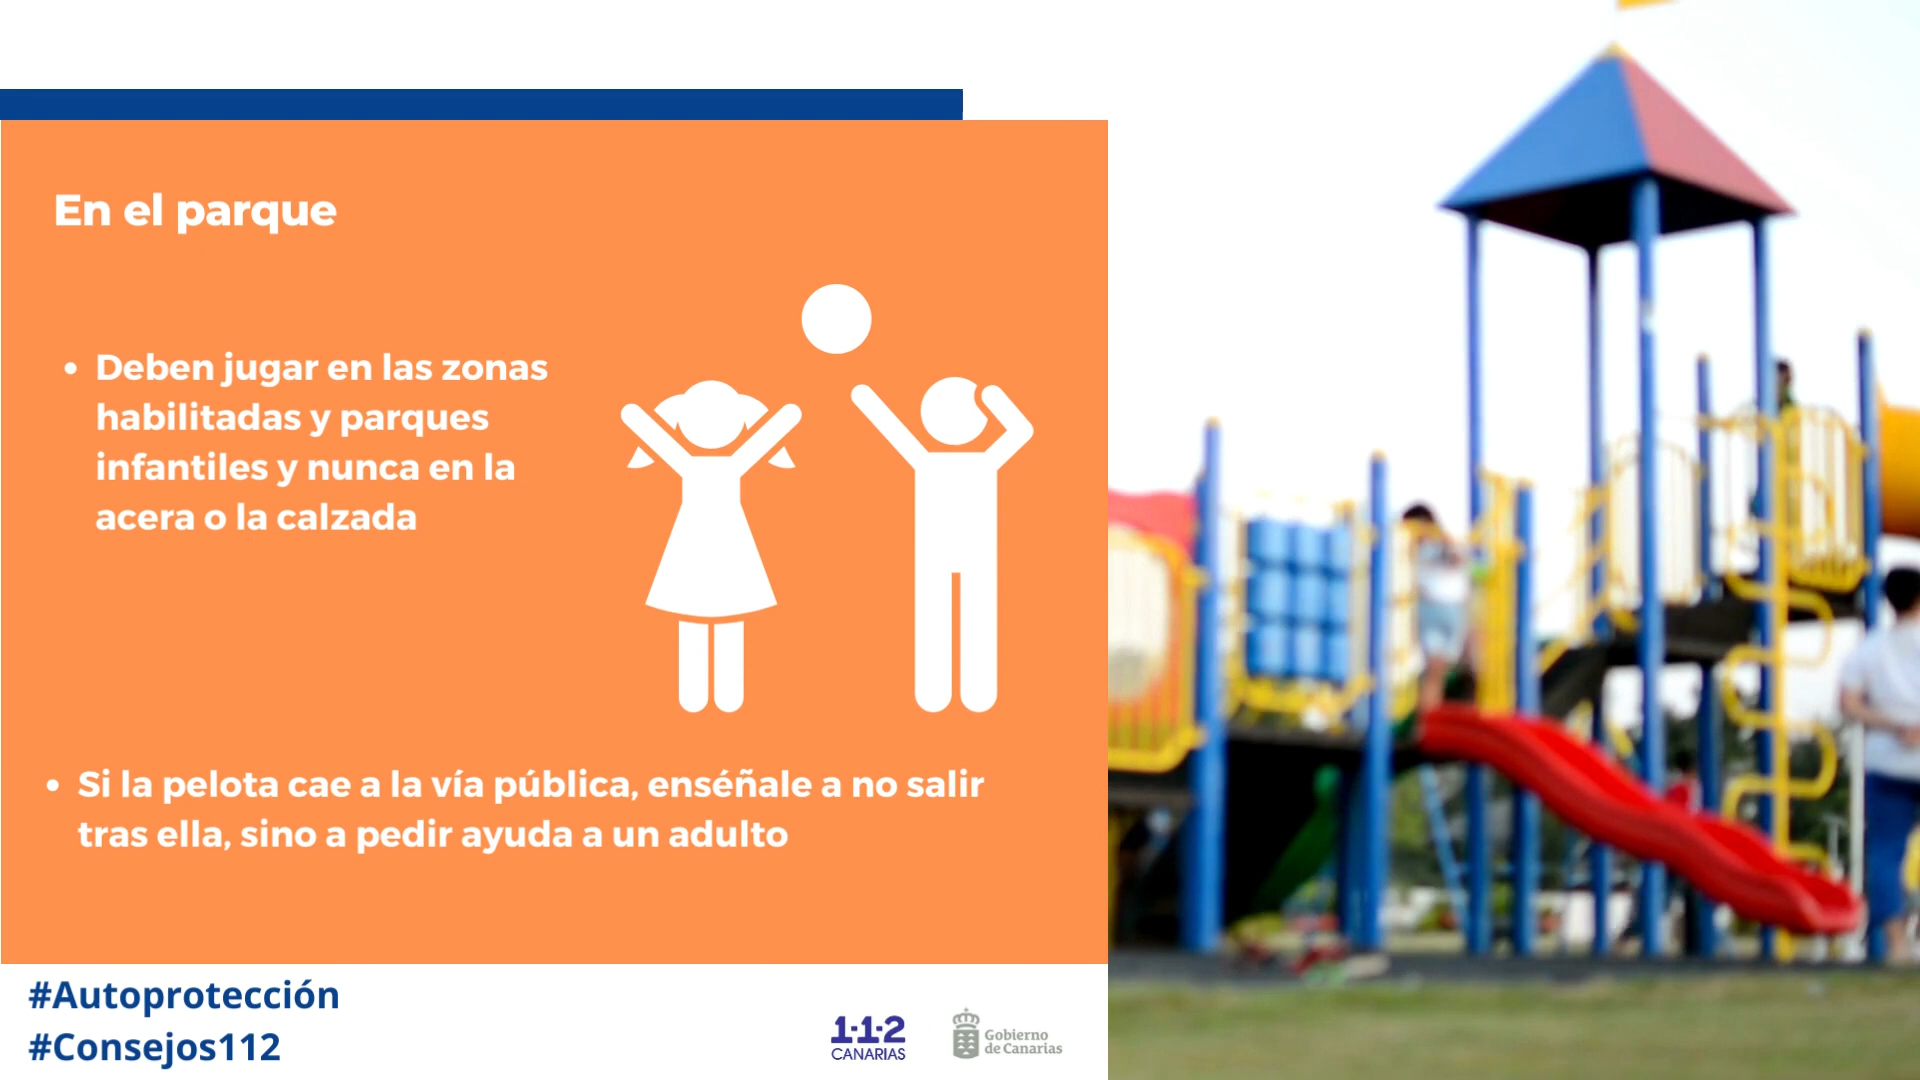 En el parque
• Deben jugar en las zonas
habilitadas y parques
infantiles y nunca en la
acera o la calzada
• Si la pelota cae a la vía pública, enséñale a no salir
tras ella, sino a pedir ayuda a un adulto
#Autoprotección
#Consejos112
1·1·2
CANARIAS
Gobierno
de Canarias